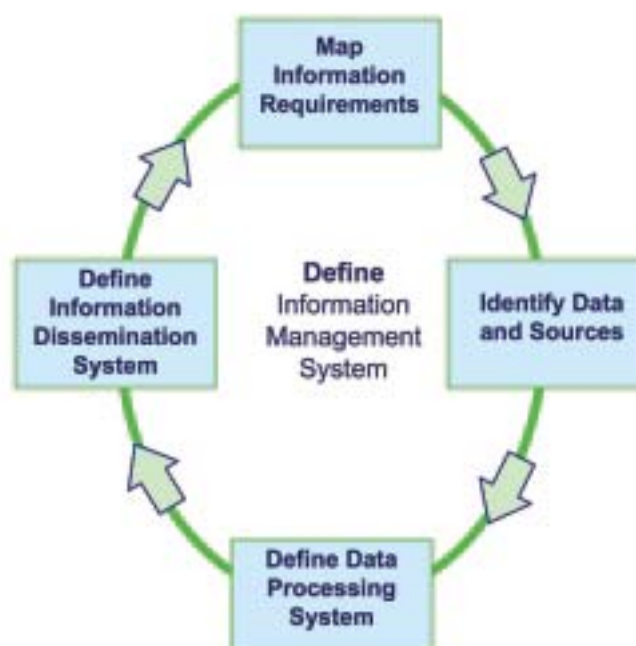 Map
Information
Requirements
Identify Data
and Sources
Define Data
Processing
System
Define
Information
Dissemination
System
Define
Information
Management
System